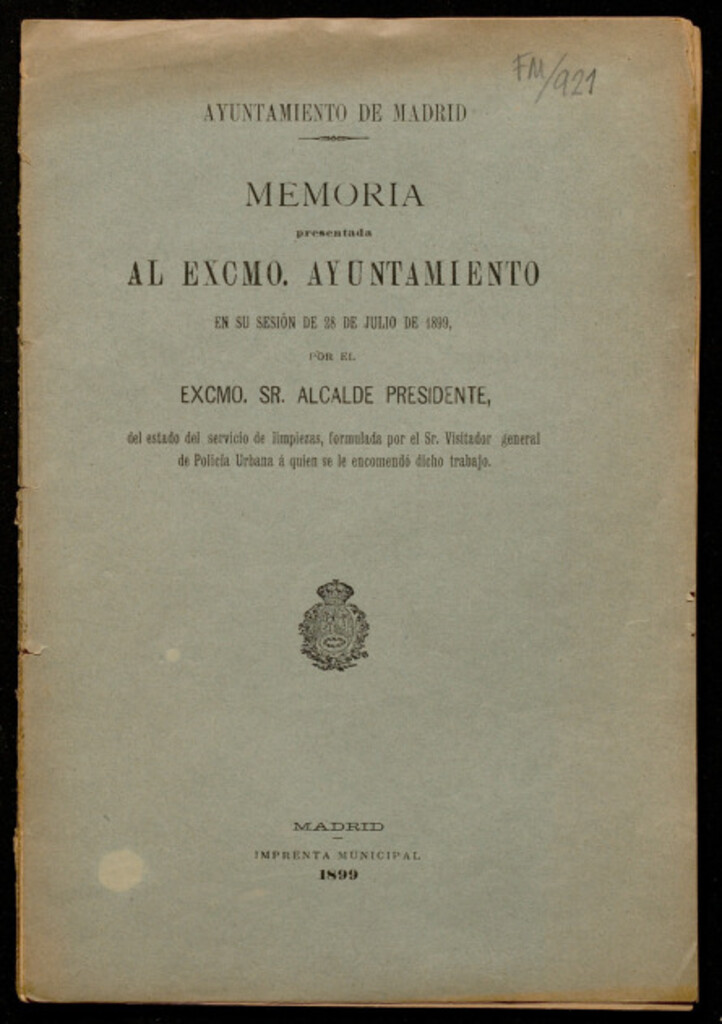 FM/921
AYUNTAMIENTO DE MADRID
MEMORIA
presentada
AL EXCMO. AYUNTAMIENTO
EN SU SESIÓN DE 28 DE JULIO DE 1899,
POR EL
EXCMO. SR. ALCALDE PRESIDENTE,
del estado del servicio de limpiezas, formulada por el Sr. Visitador general
de Policía Urbana á quien se le encomendó dicho trabajo.
MADRID
IMPRENTA MUNICIPAL
1899